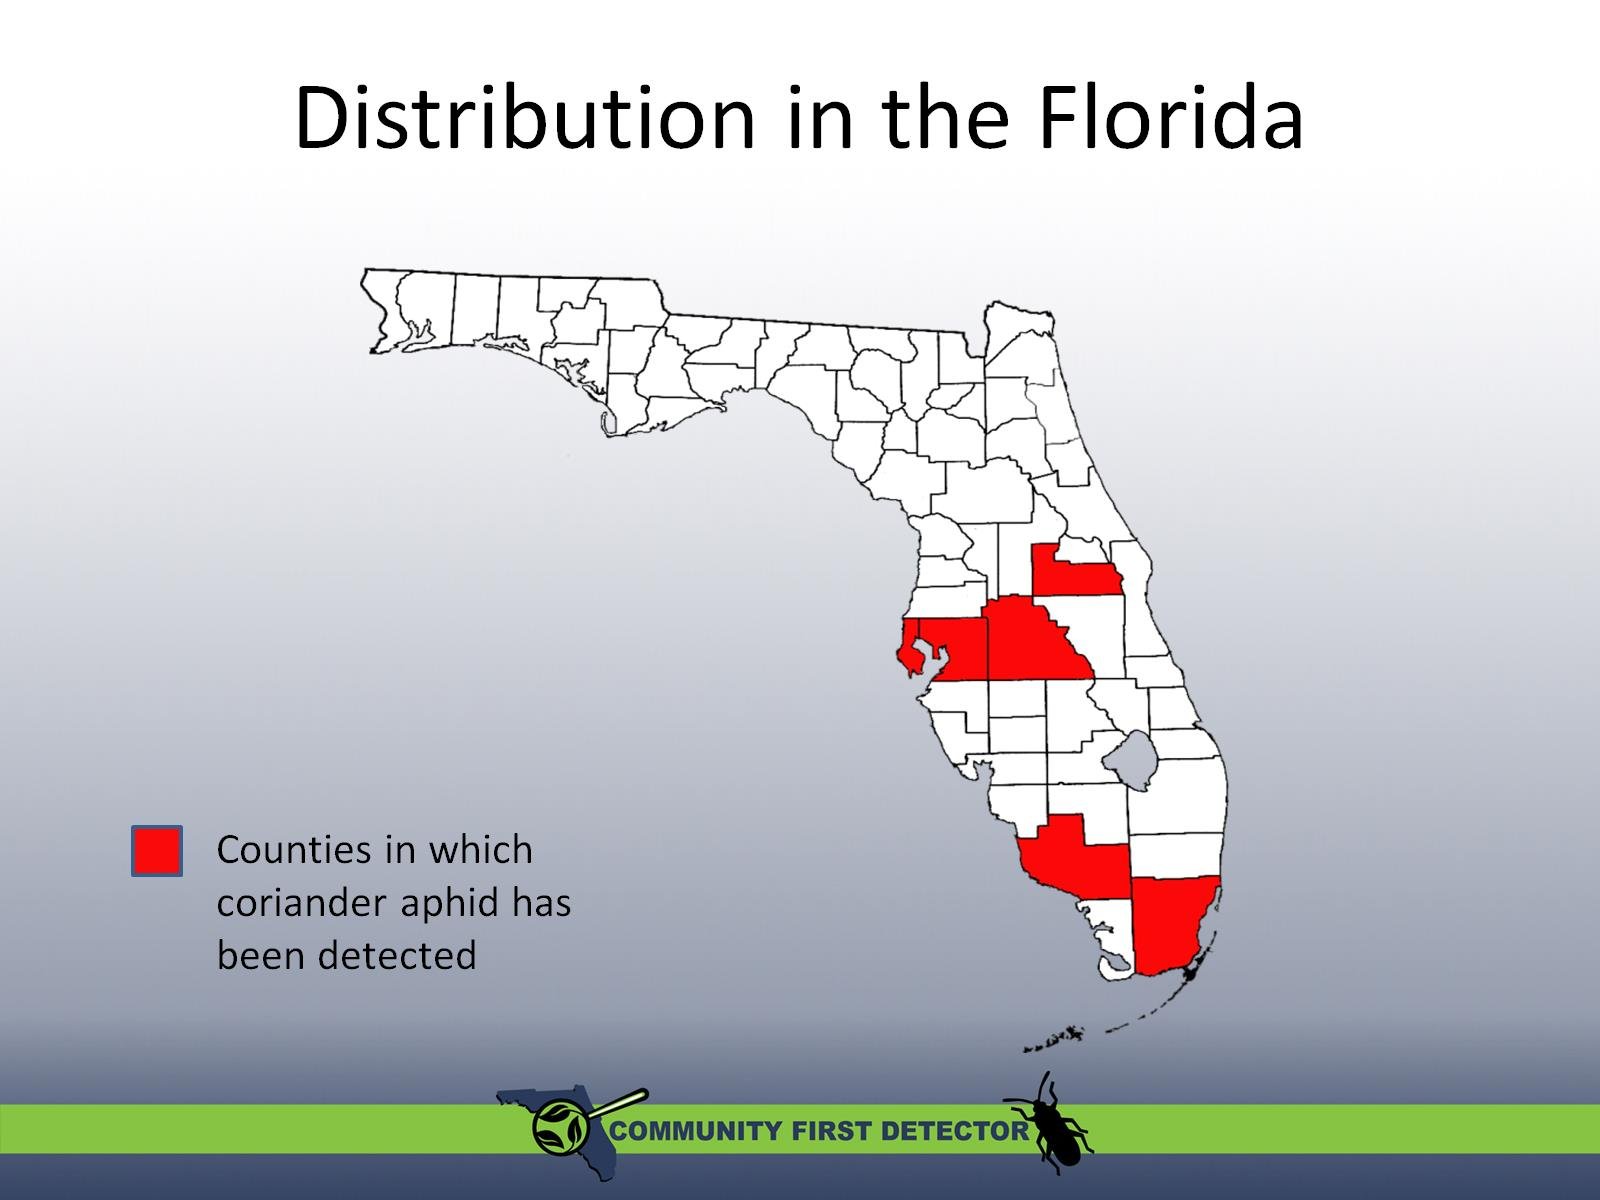 Distribution in the Florida
Counties in which
coriander aphid has
been detected
COMMUNITY FIRST DETECTOR